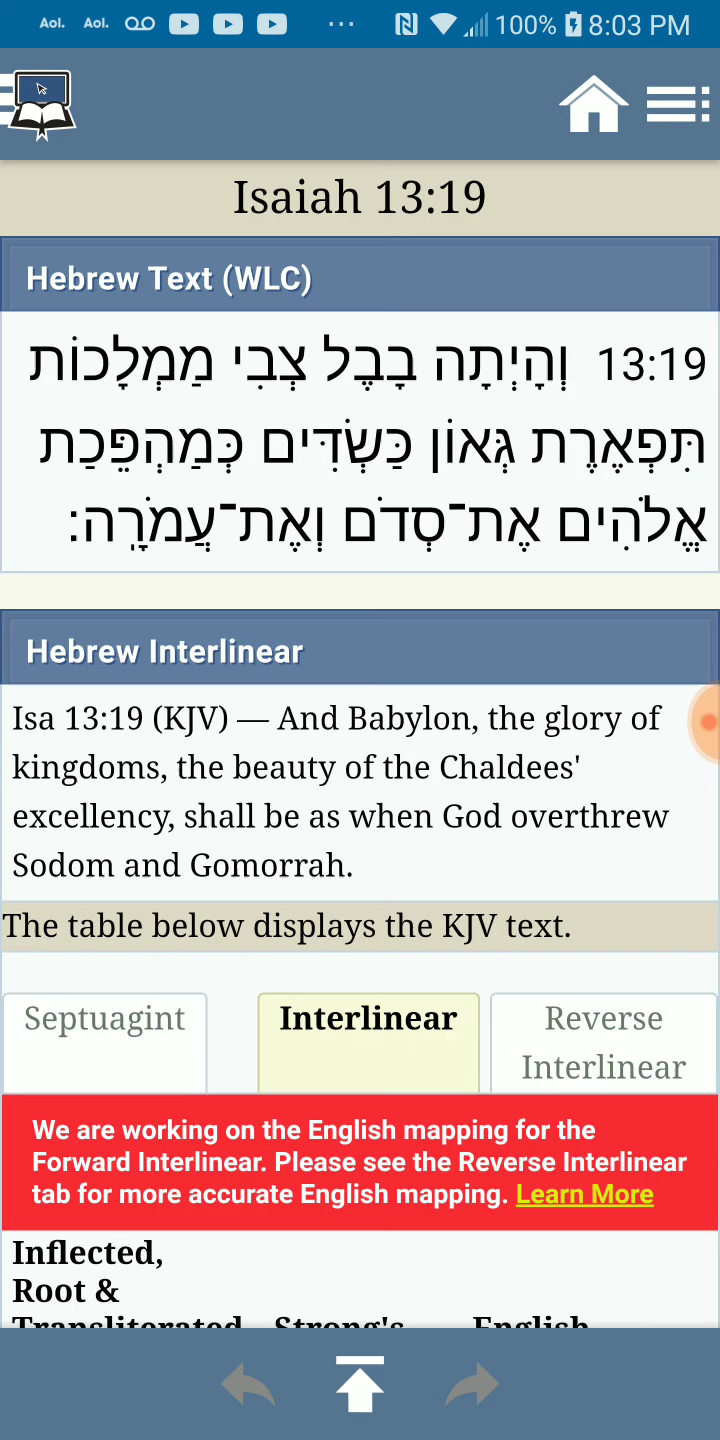 Aol. Aol. ... 100% 8:03 PM
Isaiah 13:19
Hebrew Text (WLC)
13:19 וְהָיְתָה בָבֶל צְבִי מַמְלָכוֹת
תִּפְאֶרֶת גְּאוֹן כַּשְׂדִּים כְּמַהְפֵּכַת
אֱלֹהִים אֶת־סְדֹם וְאֶת־עֲמֹרָֽה׃
Hebrew Interlinear
Isa 13:19 (KJV) — And Babylon, the glory of
kingdoms, the beauty of the Chaldees'
excellency, shall be as when God overthrew
Sodom and Gomorrah.
The table below displays the KJV text.
Septuagint Interlinear Reverse
Interlinear
We are working on the English mapping for the
Forward Interlinear. Please see the Reverse Interlinear
tab for more accurate English mapping. Learn More
Inflected,
Root &
Transliterated Strong's English